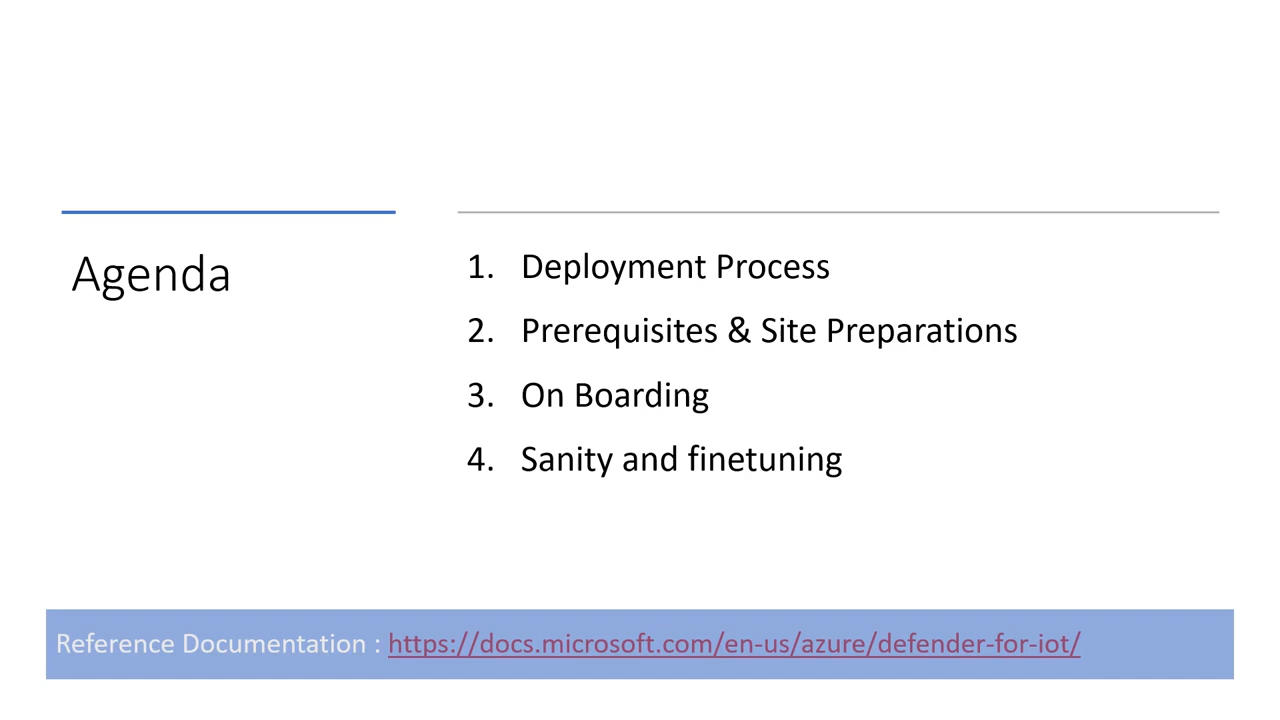 Agenda
1. Deployment Process
2. Prerequisites & Site Preparations
3. On Boarding
4. Sanity and finetuning
Reference Documentation : https://docs.microsoft.com/en-us/azure/defender-for-iot/